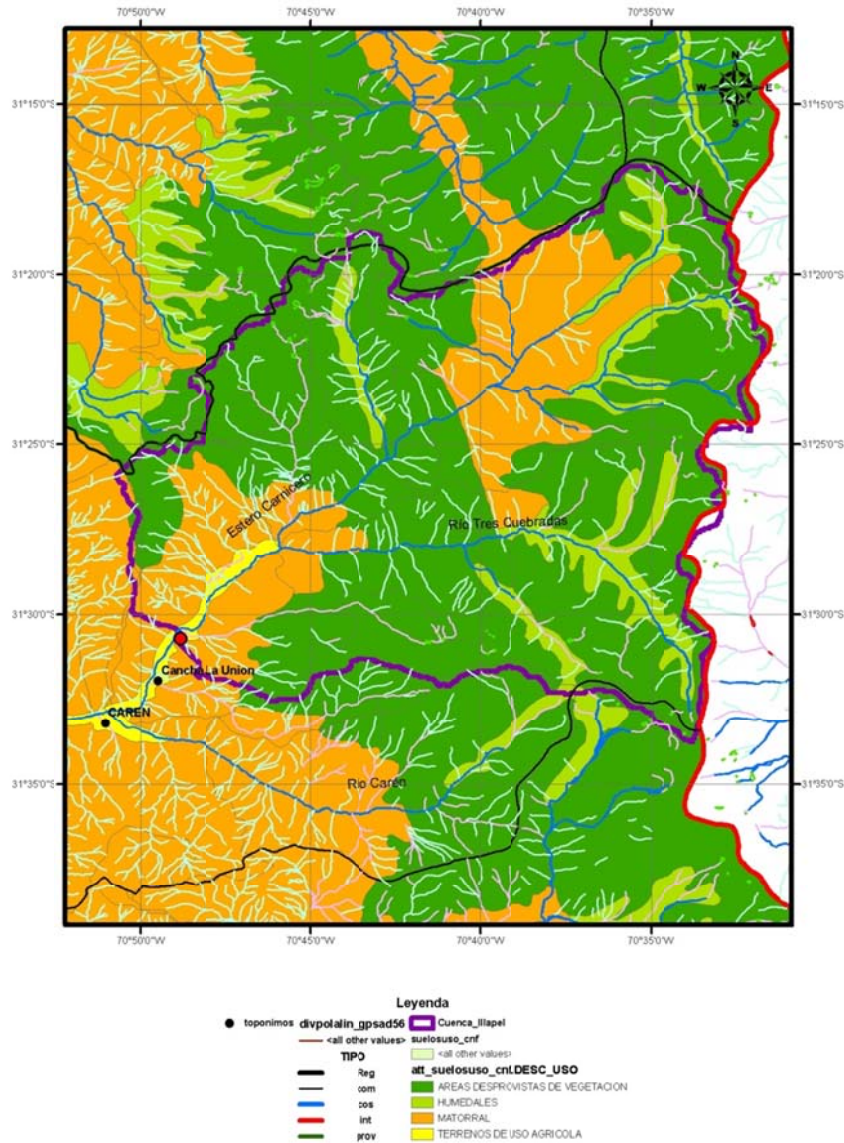 70°50'0"
70°45'0"
70°40'0"
70°35'0"
N
W E
S
31°15'0"S
31°15'0"S
31°20'0"S
31°20'0"S
31°25'0"S
31°25'0"S
Estero Carnicero
Río Tres Cuebradas
31°30'0"S
31°30'0"S
Cancha La Union
CAREN
31°35'0"S
Rio Carén
31°35'0"S
70°50'0"
70°45'0"
70°40'0"
70°35'0"
Leyenda
toponimos
divpolalin_gpsad56
<all other values>
TIPO
Reg
com
cos
int
prov
Cuenca_Illapel
suelosuso_cnf
<all other values>
att_suelosuso_cnf.DESC_USO
AREAS DESPROVISTAS DE VEGETACION
HUMEDALES
MATORRAL
TERRENOS DE USO AGRICOLA